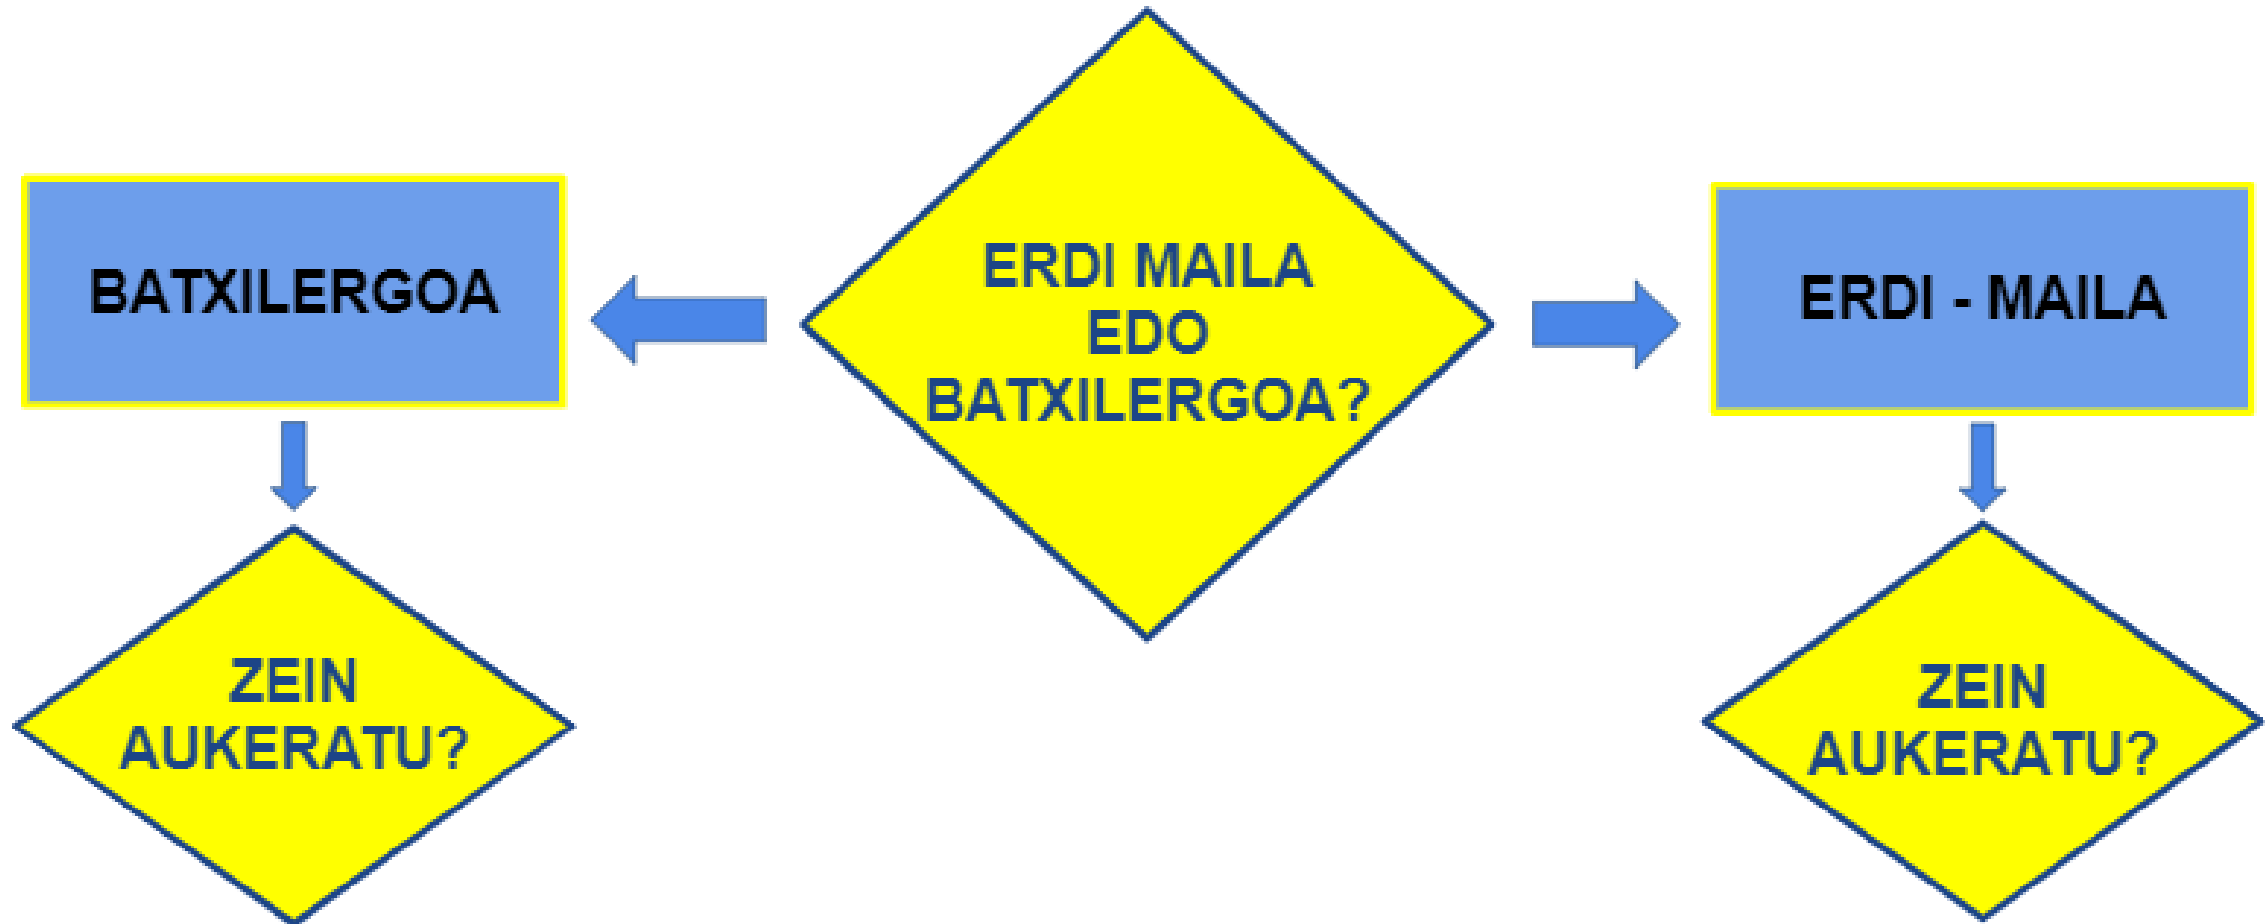 ERDI MAILA
EDO
BATXILERGOA?
BATXILERGOA
ERDI - MAILA
ZEIN
AUKERATU?
ZEIN
AUKERATU?